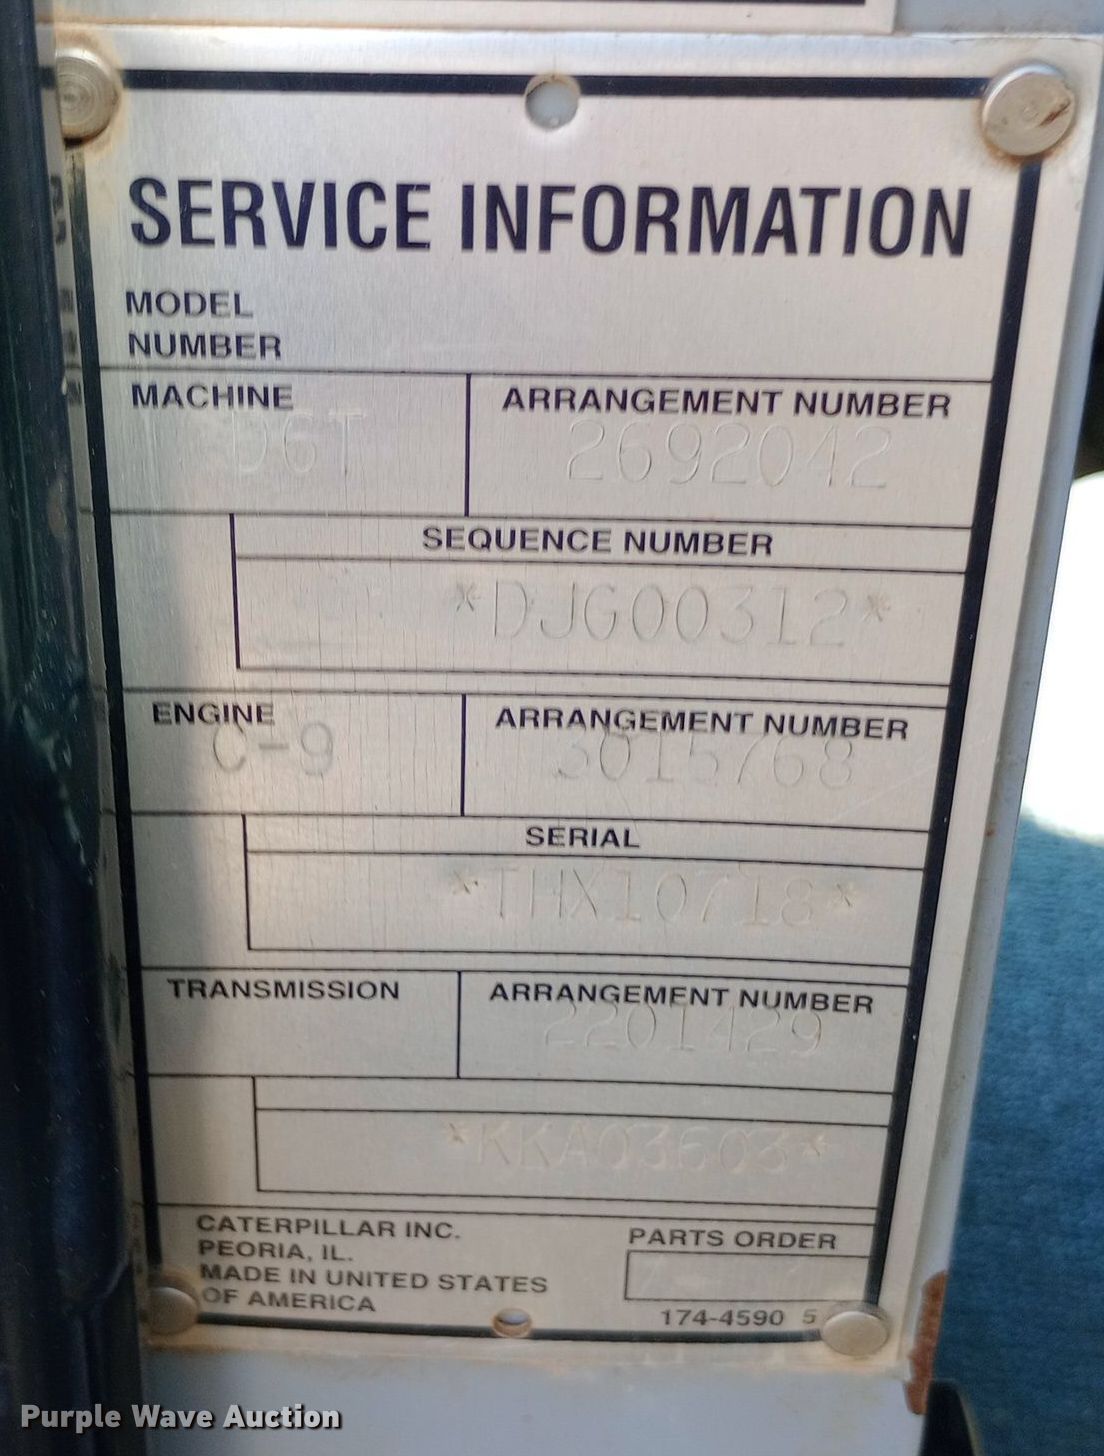 SERVICE INFORMATION
MODEL
NUMBER
MACHINE
ARRANGEMENT NUMBER
D6T
2692042
SEQUENCE NUMBER
*DJG00312*
ENGINE
ARRANGEMENT NUMBER
C-9
3015768
SERIAL
*THX10718*
TRANSMISSION
ARRANGEMENT NUMBER
2201429
*KKA03603*
CATERPILLAR INC.
PEORIA, IL.
MADE IN UNITED STATES
OF AMERICA
PARTS ORDER
174-4590 5
Purple Wave Auction